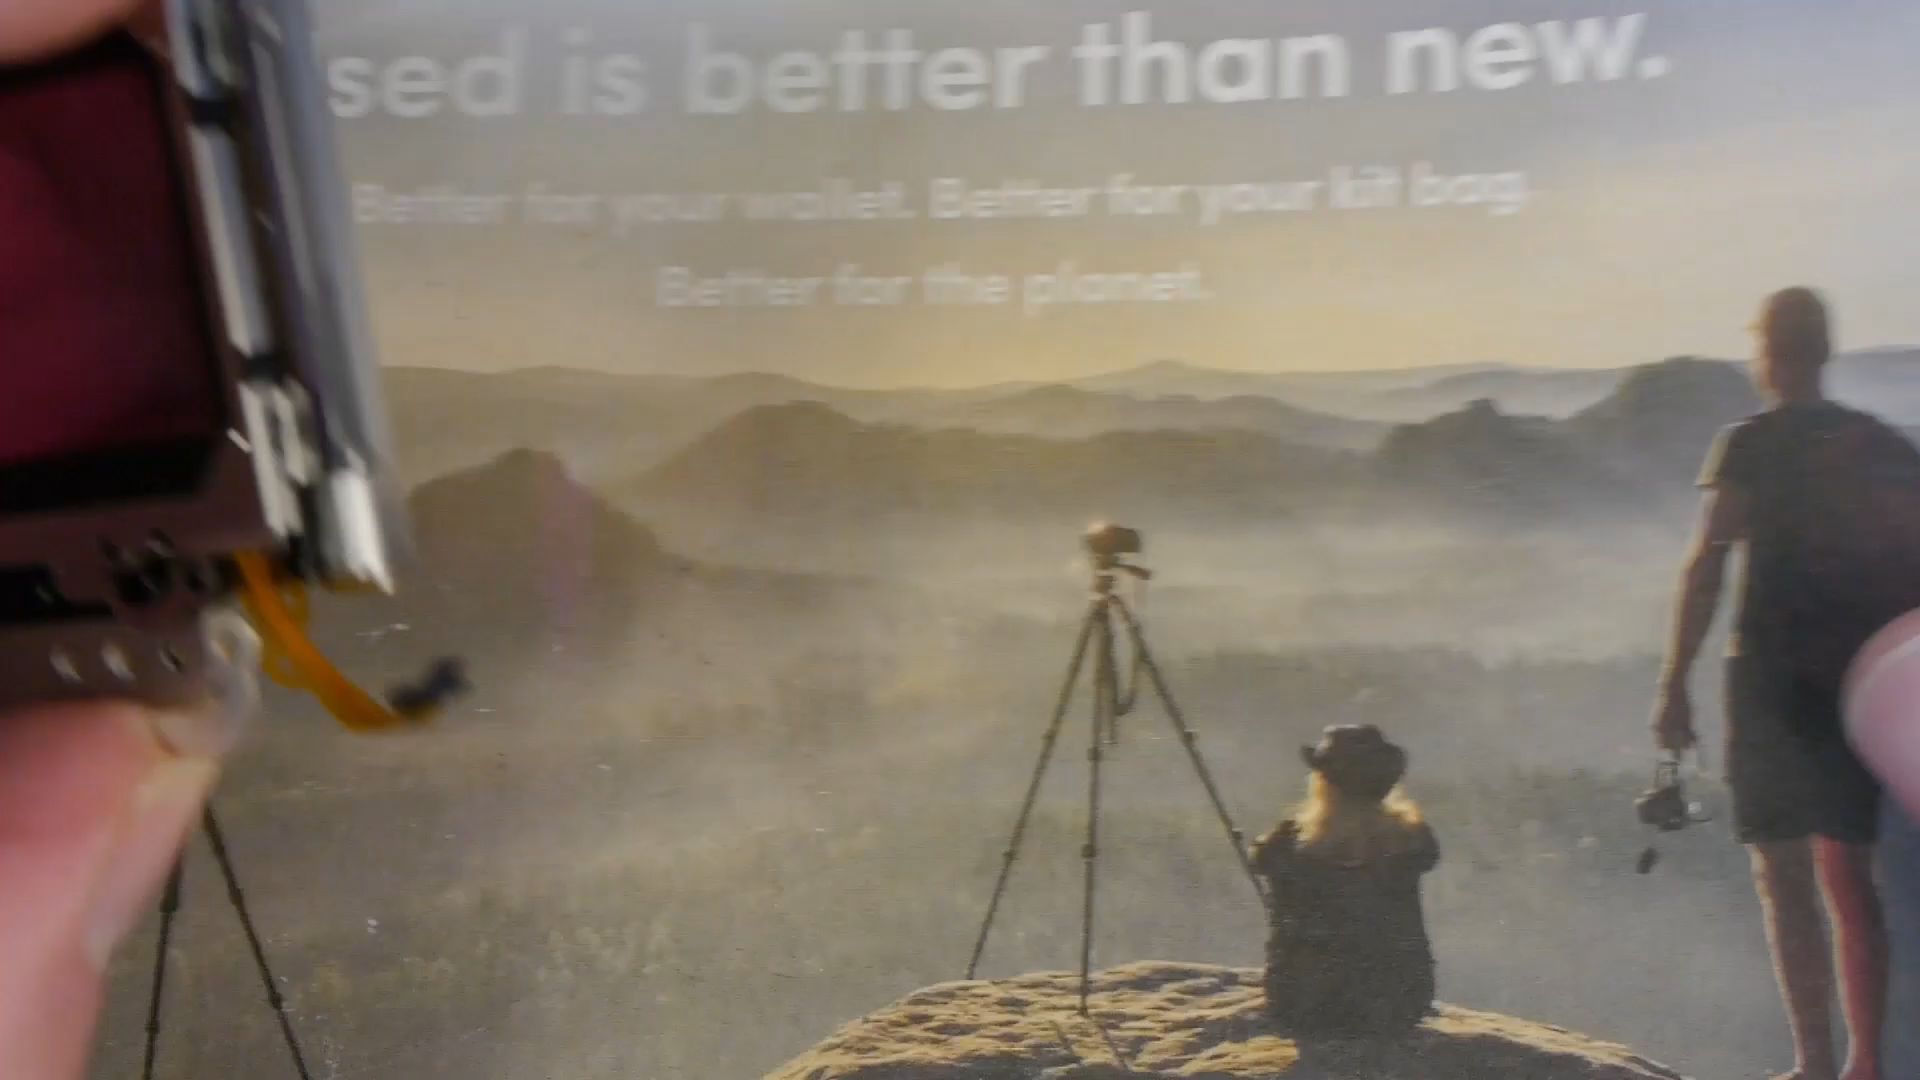 sed is better than new.
Better for your wallet. Better for your kit bag
Better for the planet.